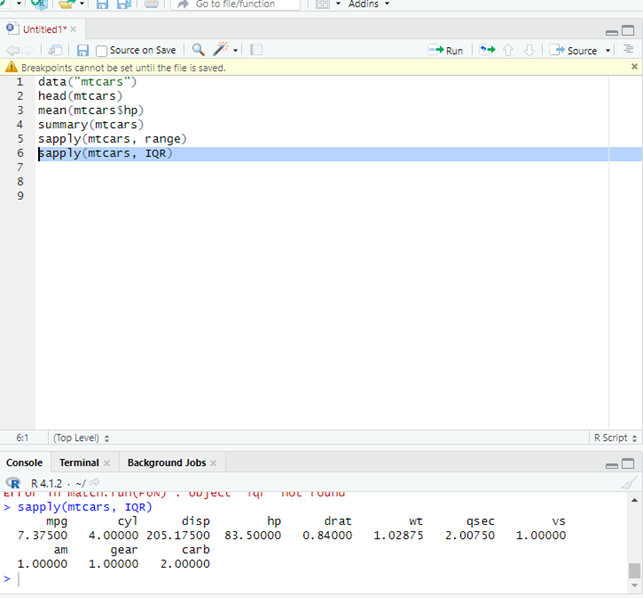 Go to file/function
Addins
Untitled1*
Source on Save
Run
Source
Breakpoints cannot be set until the file is saved.
1 data("mtcars")
2 head(mtcars)
3 mean(mtcars$hp)
4 summary(mtcars)
5 sapply(mtcars, range)
6 sapply(mtcars, IQR)
7
8
9
6:1 (Top Level) R Script
Console Terminal Background Jobs
R 4.1.2 · ~/
Error in match.fun(FUN) : object 'iqr' not found
> sapply(mtcars, IQR)
mpg cyl disp hp drat wt qsec vs
7.37500 4.00000 205.17500 83.50000 0.84000 1.02875 2.00750 1.00000
am gear carb
1.00000 1.00000 2.00000
>